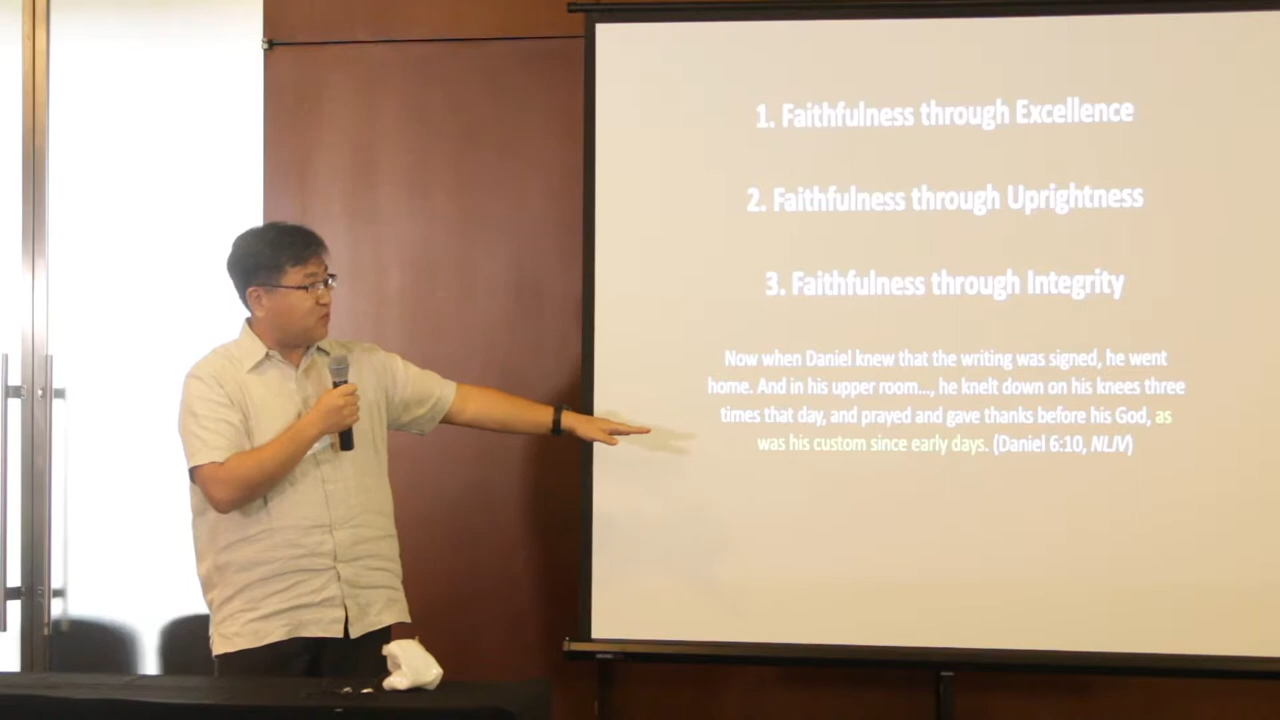 1. Faithfulness through Excellence
2. Faithfulness through Uprightness
3. Faithfulness through Integrity
Now when Daniel knew that the writing was signed, he went
home. And in his upper room..., he knelt down on his knees three
times that day, and prayed and gave thanks before his God, as
was his custom since early days. (Daniel 6:10, NIJV)